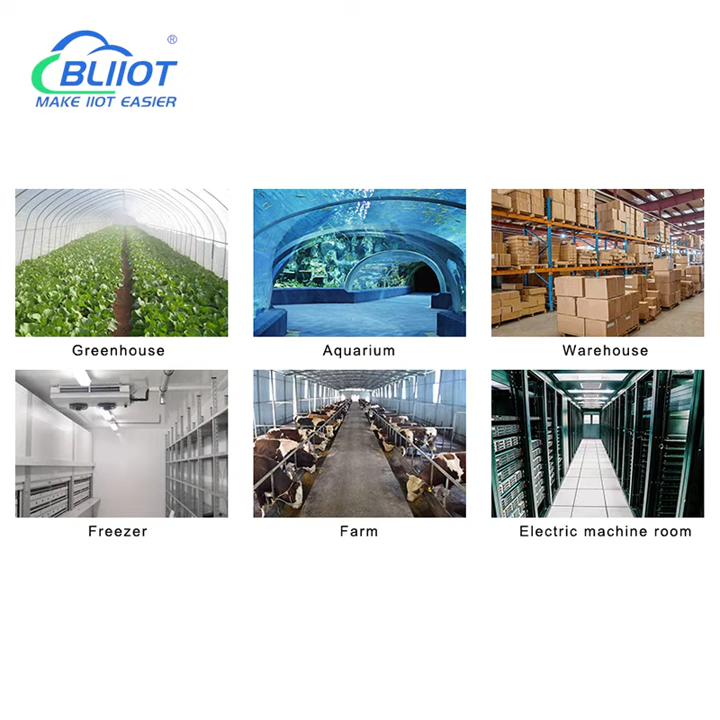 BLIIOT ®
MAKE IIOT EASIER
Greenhouse
Aquarium
Warehouse
Freezer
Farm
Electric machine room